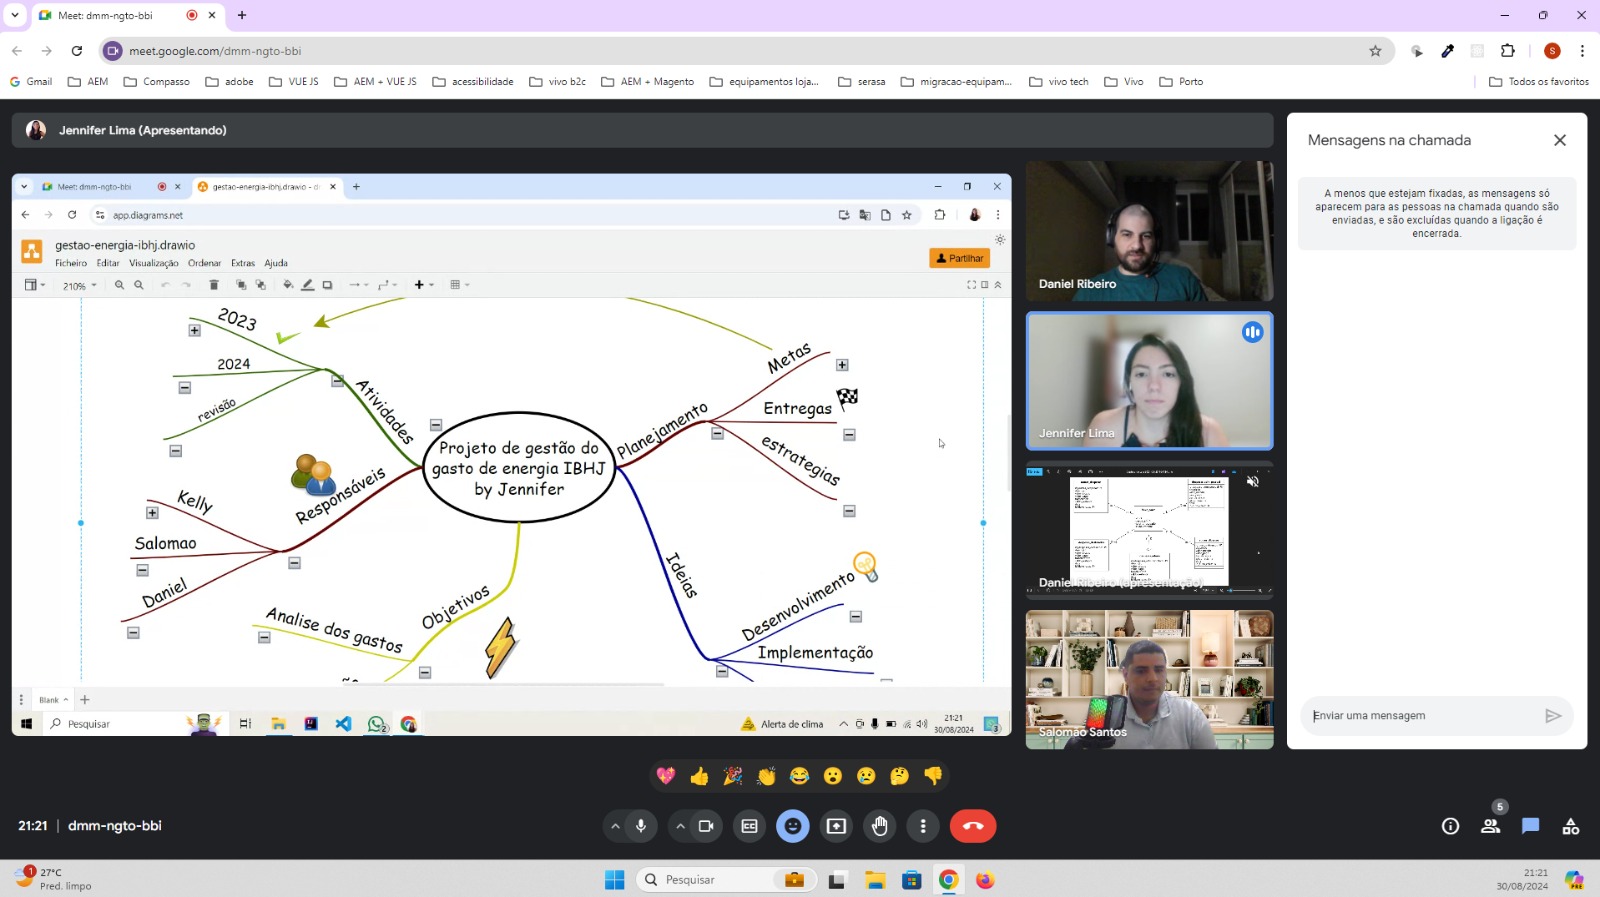 Meet: dmm-ngto-bbi
meet.google.com/dmm-ngto-bbi
S
Gmail
AEM
Compasso
adobe
VUE JS
AEM + VUE JS
acessibilidade
vivo b2c
AEM + Magento
equipamentos loja...
serasa
migracao-equipam...
vivo tech
Vivo
Porto
Todos os favoritos
Jennifer Lima (Apresentando)
Meet: dmm-ngto-bbi
gestao-energia-ibhj.drawio - d
app.diagrams.net
gestao-energia-ibhj.drawio
Ficheiro Editar Visualização Ordenar Extras Ajuda
Partilhar
210%
2023
2024
revisão
Atividades
Metas
Entregas
estrategias
Planejamento
Projeto de gestão do
gasto de energia IBHJ
by Jennifer
Responsáveis
Kelly
Salomao
Daniel
Objetivos
Analise dos gastos
Ideias
Desenvolvimento
Implementação
Blank
Pesquisar
Alerta de clima
21:21
30/08/2024
3
Daniel Ribeiro
Jennifer Lima
Daniel Ribeiro (apresentação)
Salomão Santos
Mensagens na chamada
A menos que estejam fixadas, as mensagens só
aparecem para as pessoas na chamada quando são
enviadas, e são excluídas quando a ligação é
encerrada.
Enviar uma mensagem
21:21 | dmm-ngto-bbi
5
1
27°C
Pred. limpo
Pesquisar
21:21
30/08/2024
PRE